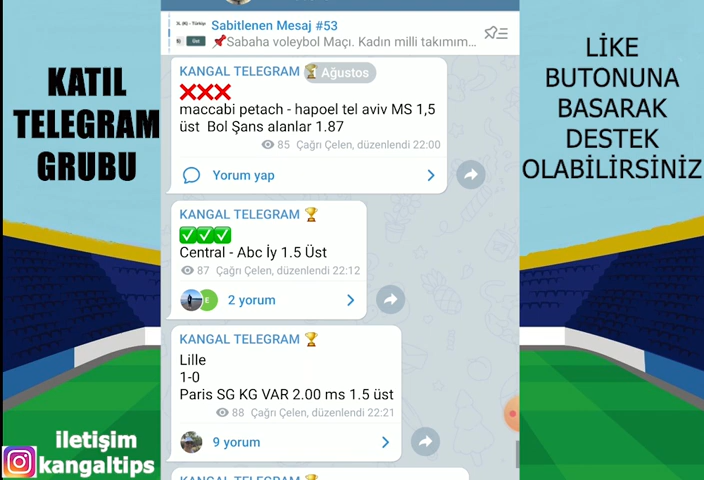 KATIL
TELEGRAM
GRUBU
iletişim
kangaltips
Sabitlenen Mesaj #53
📌Sabaha voleybol Maçı. Kadın milli takımım...
KANGAL TELEGRAM 🏆
Ağustos
❌❌❌
maccabi petach - hapoel tel aviv MS 1,5
üst Bol Şans alanlar 1.87
85 Çağrı Çelen, düzenlendi 22:00
Yorum yap
KANGAL TELEGRAM 🏆
✅✅✅
Central - Abc İy 1.5 Üst
87 Çağrı Çelen, düzenlendi 22:12
E
2 yorum
KANGAL TELEGRAM 🏆
Lille
1-0
Paris SG KG VAR 2.00 ms 1.5 üst
88 Çağrı Çelen, düzenlendi 22:21
9 yorum
KANGAL TELEGRAM
LİKE
BUTONUNA
BASARAK
DESTEK
OLABİLİRSİNİZ